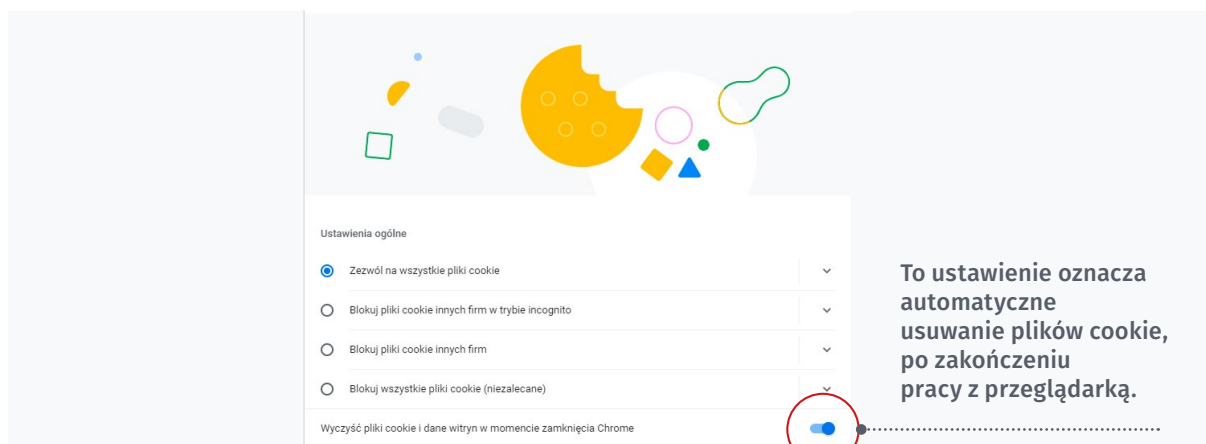 Ustawienia ogólne
Zezwól na wszystkie pliki cookie
Blokuj pliki cookie innych firm w trybie incognito
Blokuj pliki cookie innych firm
Blokuj wszystkie pliki cookie (niezalecane)
Wyczyść pliki cookie i dane witryn w momencie zamknięcia Chrome
To ustawienie oznacza
automatyczne
usuwanie plików cookie,
po zakończeniu
pracy z przeglądarką.